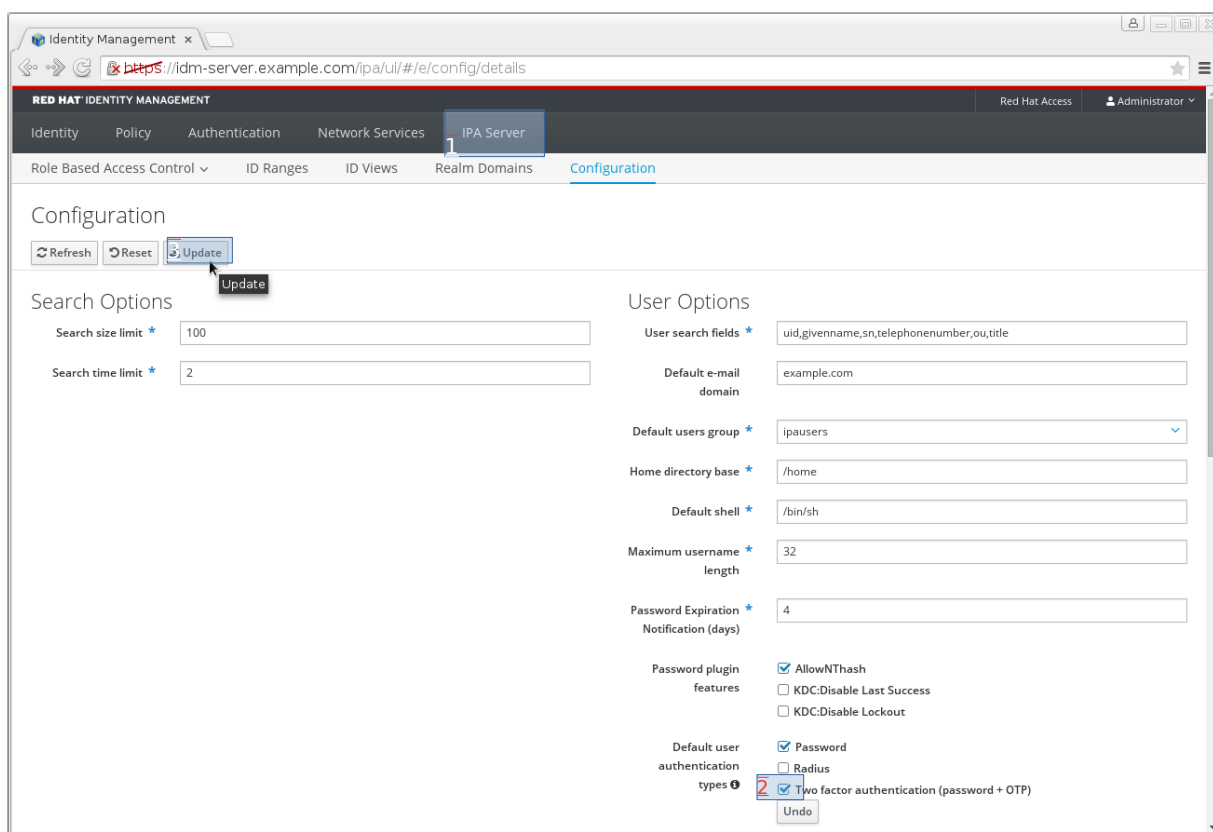 Identity Management
https://idm-server.example.com/ipa/ui/#/e/config/details
RED HAT® IDENTITY MANAGEMENT
Red Hat Access
Administrator
Identity Policy Authentication Network Services IPA Server
1
Role Based Access Control ID Ranges ID Views Realm Domains Configuration
Configuration
Refresh Reset 3 Update
Update
Search Options
Search size limit * 100
Search time limit * 2
User Options
User search fields * uid,givenname,sn,telephonenumber,ou,title
Default e-mail
domain
example.com
Default users group * ipausers
Home directory base * /home
Default shell * /bin/sh
Maximum username *
length
32
Password Expiration *
Notification (days)
4
Password plugin
features
AllowNThash
KDC:Disable Last Success
KDC:Disable Lockout
Default user
authentication
types
Password
Radius
2 Two factor authentication (password + OTP)
Undo